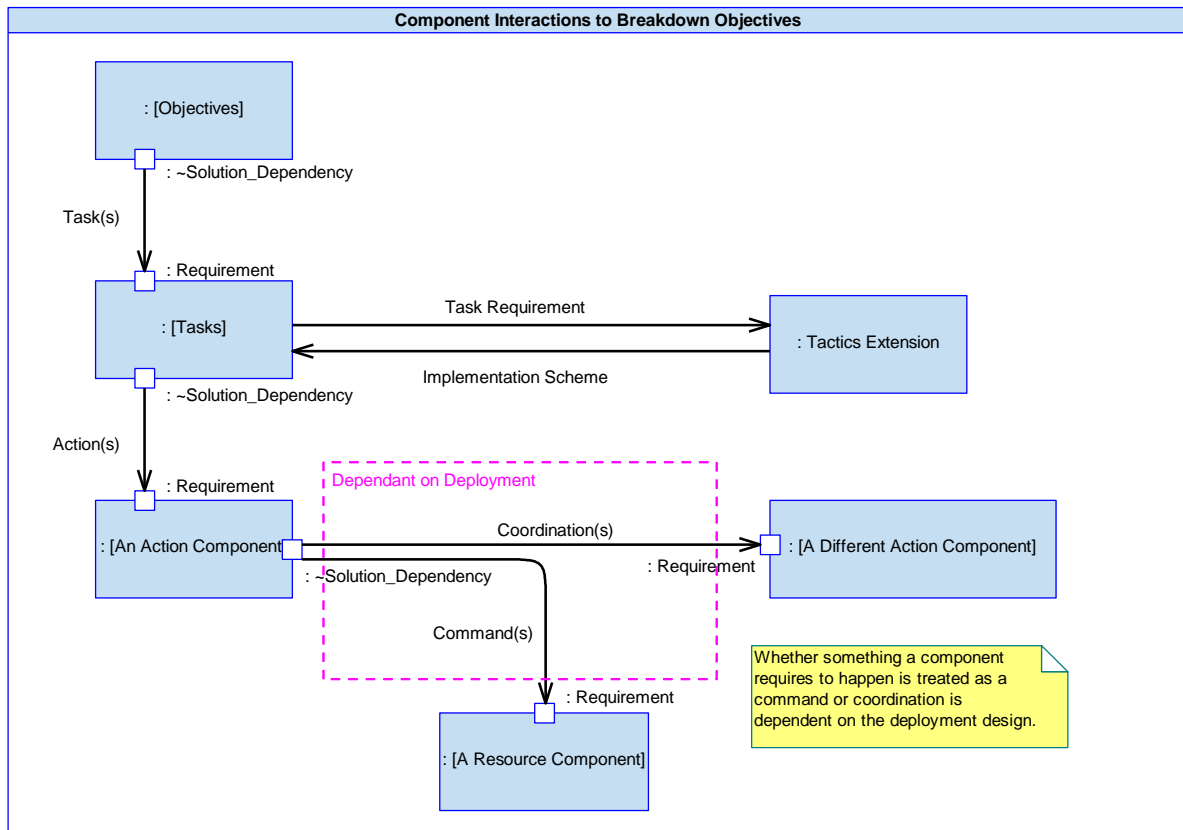 Component Interactions to Breakdown Objectives
: [Objectives]
: ~Solution_Dependency
Task(s)
: Requirement
: [Tasks]
Task Requirement
: Tactics Extension
Implementation Scheme
: ~Solution_Dependency
Action(s)
: Requirement
Dependant on Deployment
: [An Action Component
Coordination(s)
: [A Different Action Component]
: Requirement
: ~Solution_Dependency
Command(s)
: Requirement
: [A Resource Component]
Whether something a component
requires to happen is treated as a
command or coordination is
dependent on the deployment design.